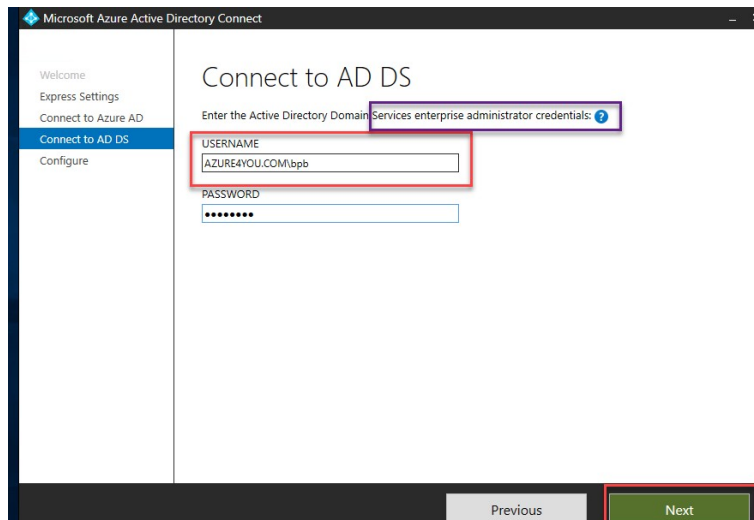 Microsoft Azure Active Directory Connect
Welcome
Express Settings
Connect to Azure AD
Connect to AD DS
Configure
Connect to AD DS
Enter the Active Directory Domain Services enterprise administrator credentials: ?
USERNAME
AZURE4YOU.COM\bpb
PASSWORD
••••••••
Previous
Next